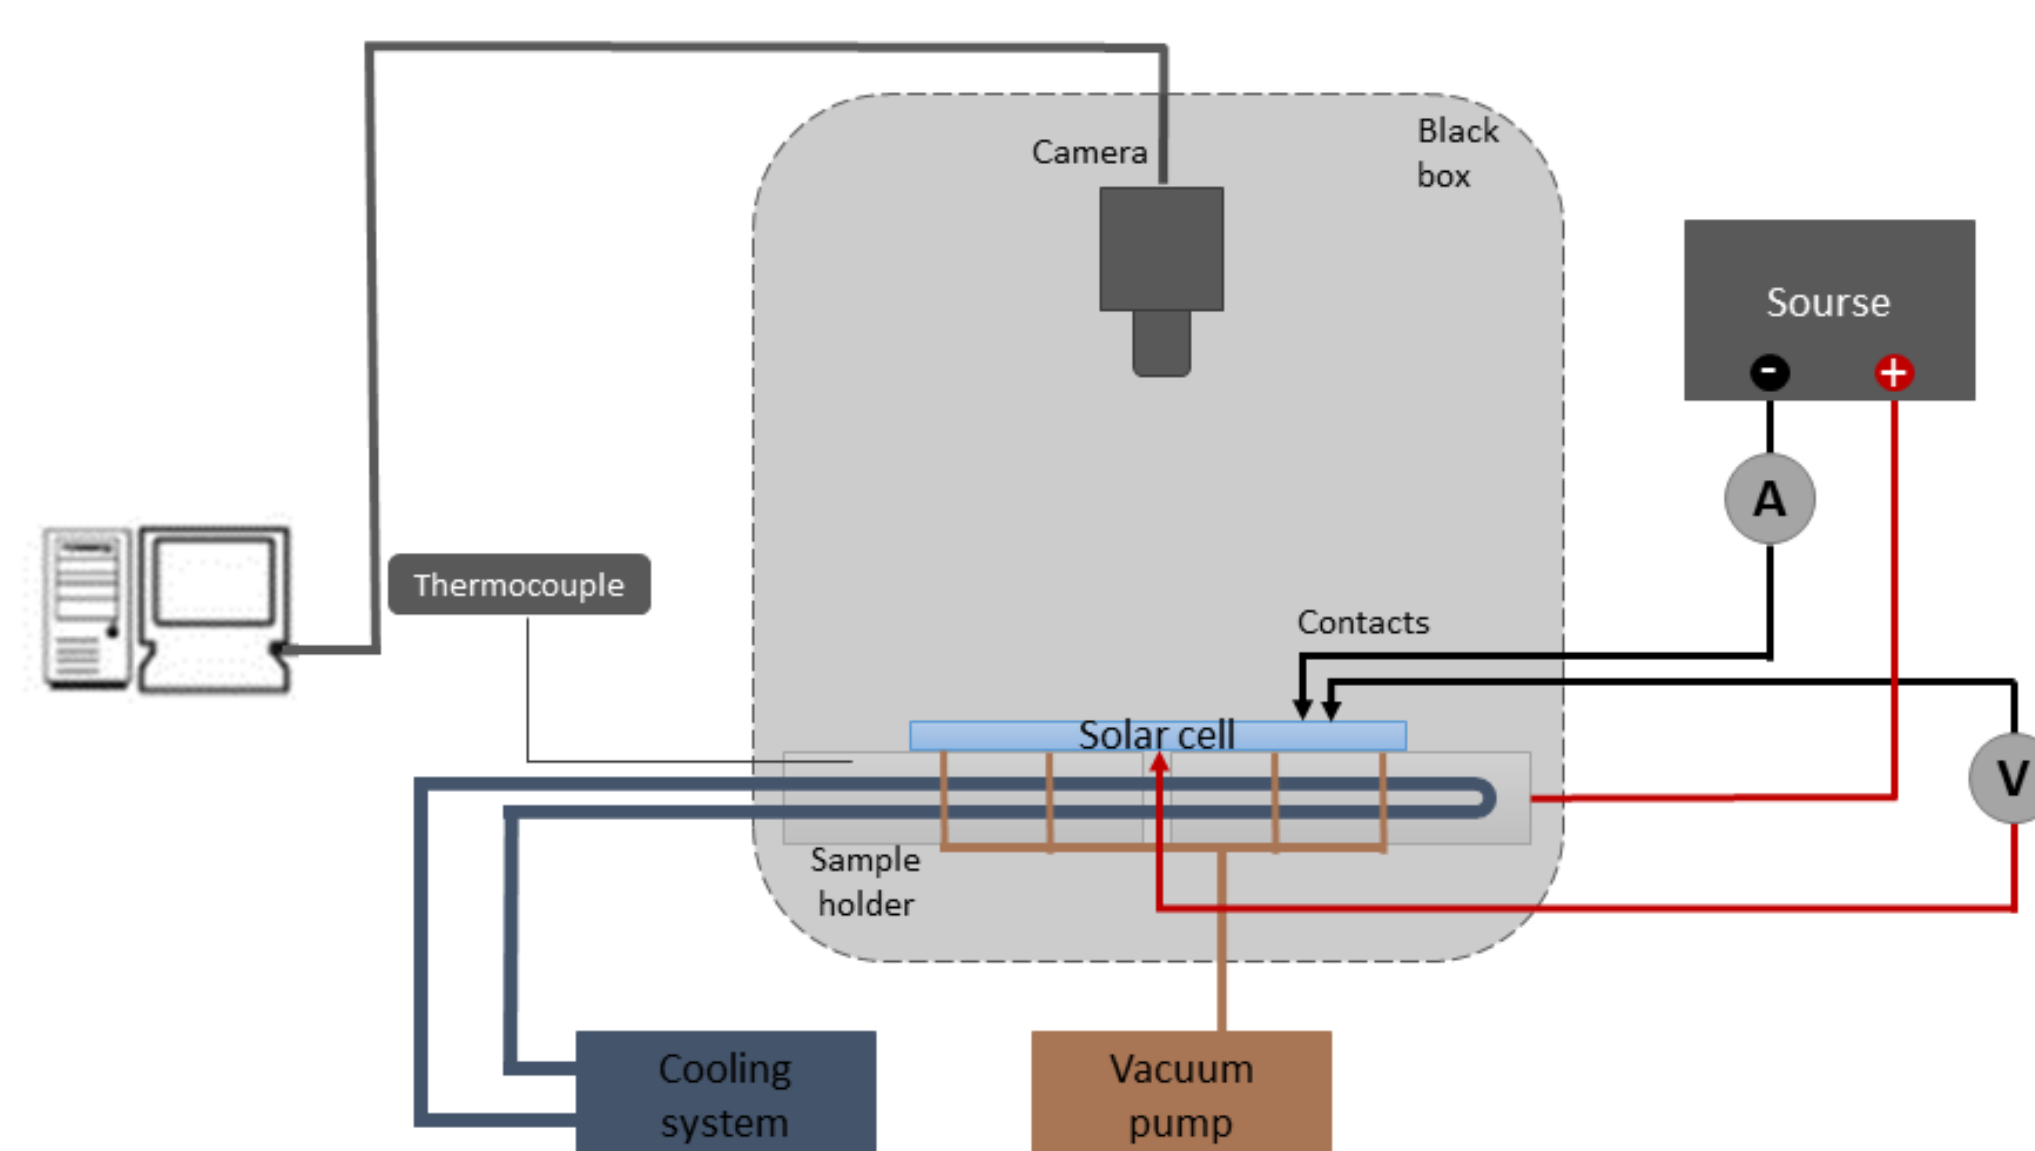 Camera
Black
box
Sourse
-
+
A
Thermocouple
Contacts
Solar cell
V
Sample
holder
Cooling
system
Vacuum
pump